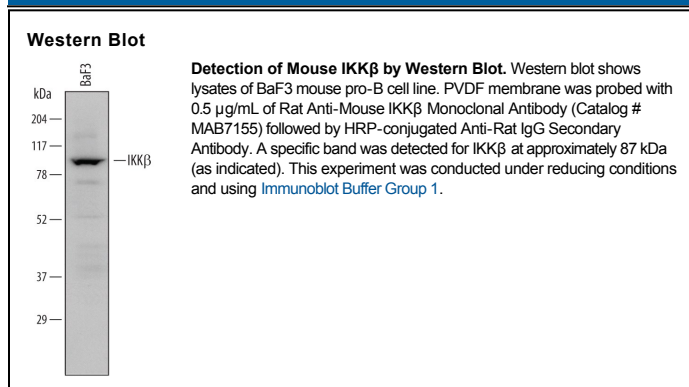 Western Blot
BaF3
kDa
204
117
78
52
37
29
IKKβ
Detection of Mouse IKKβ by Western Blot. Western blot shows
lysates of BaF3 mouse pro-B cell line. PVDF membrane was probed with
0.5 µg/mL of Rat Anti-Mouse IKKβ Monoclonal Antibody (Catalog #
MAB7155) followed by HRP-conjugated Anti-Rat IgG Secondary
Antibody. A specific band was detected for IKKβ at approximately 87 kDa
(as indicated). This experiment was conducted under reducing conditions
and using Immunoblot Buffer Group 1.